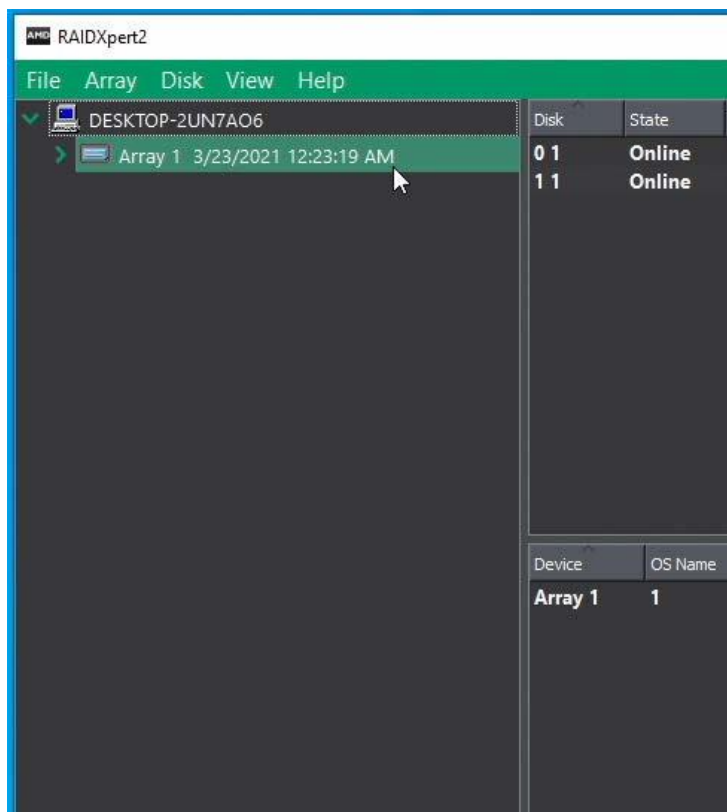 AMD RAIDXpert2
File Array Disk View Help
DESKTOP-2UN7AO6
Array 1 3/23/2021 12:23:19 AM
Disk State
0 1 Online
1 1 Online
Device OS Name
Array 1 1